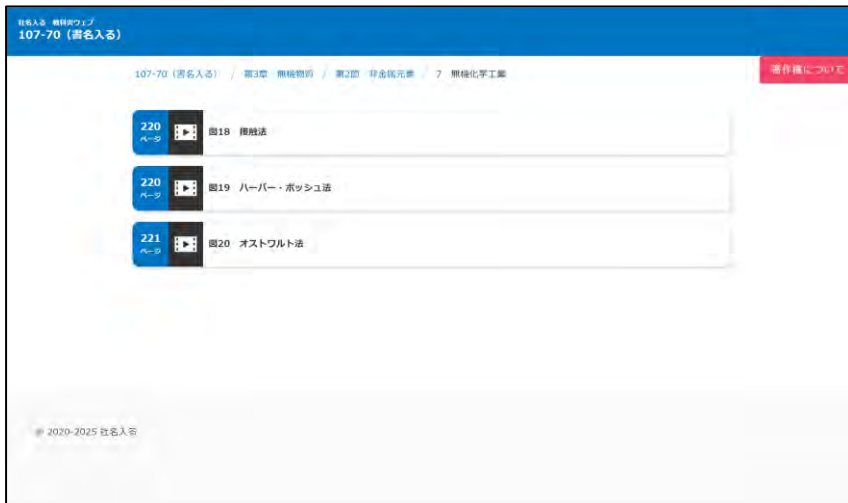 社名入る 教科書ウェブ
107-70（書名入る）
著作権について
107-70（書名入る） / 第3章 無機物質 / 第2節 非金属元素 / 7 無機化学工業
220
ページ
図18 接触法
220
ページ
図19 ハーバー・ボッシュ法
221
ページ
図20 オストワルト法
© 2020-2025 社名入る